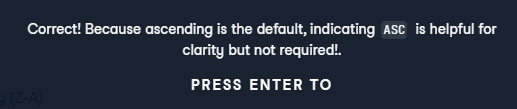 Correct! Because ascending is the default, indicating ASC is helpful for
clarity but not required!.
PRESS ENTER TO
y (Z-A)